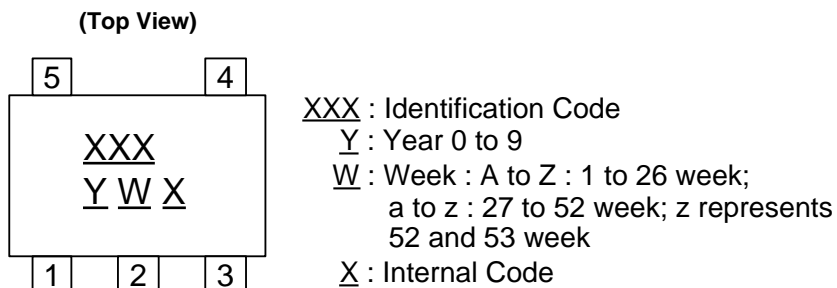 (Top View)
5 4
XXX
Y W X
1 2 3
XXX : Identification Code
Y : Year 0 to 9
W : Week : A to Z : 1 to 26 week;
a to z : 27 to 52 week; z represents
52 and 53 week
X : Internal Code